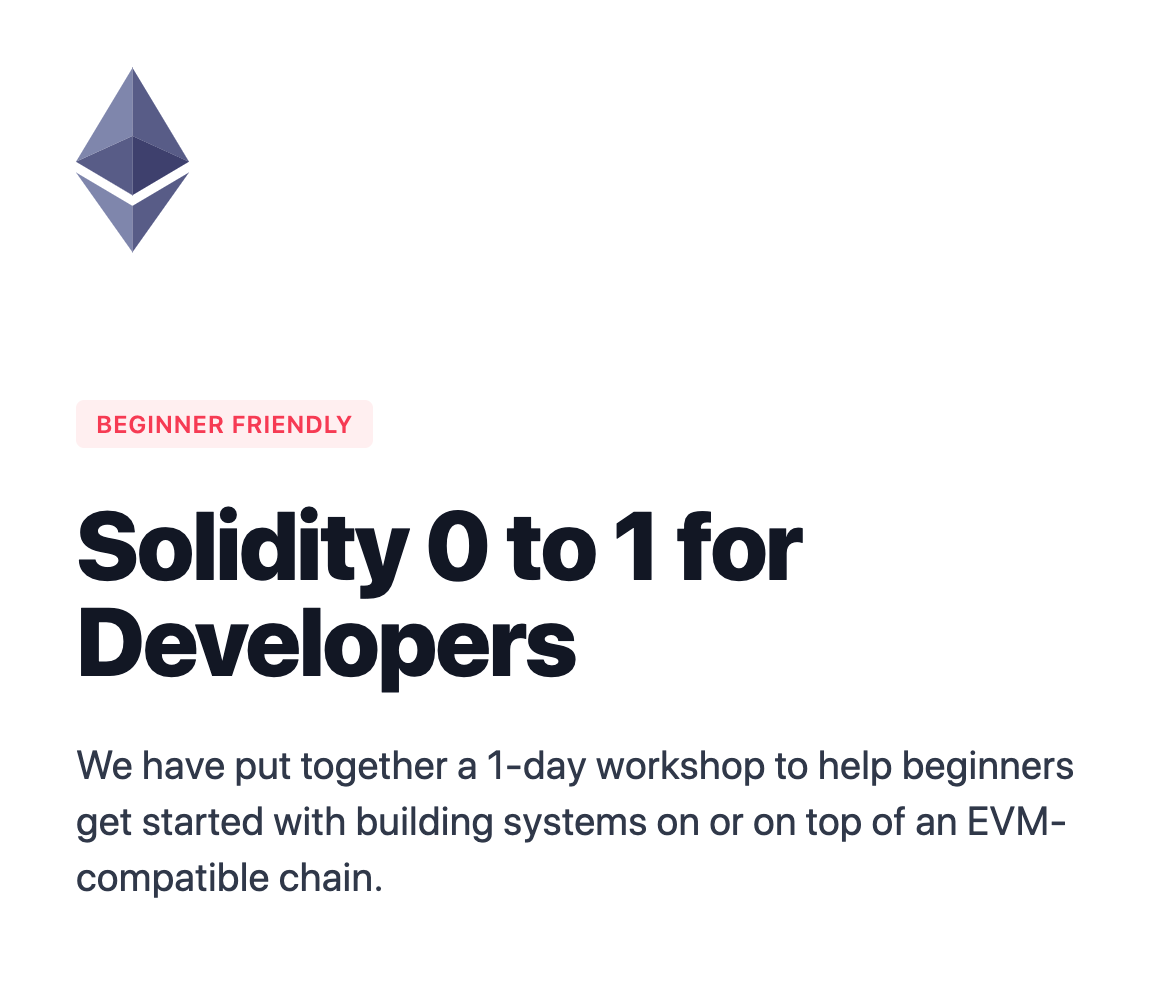 BEGINNER FRIENDLY
Solidity 0 to 1 for
Developers
We have put together a 1-day workshop to help beginners
get started with building systems on or on top of an EVM-
compatible chain.